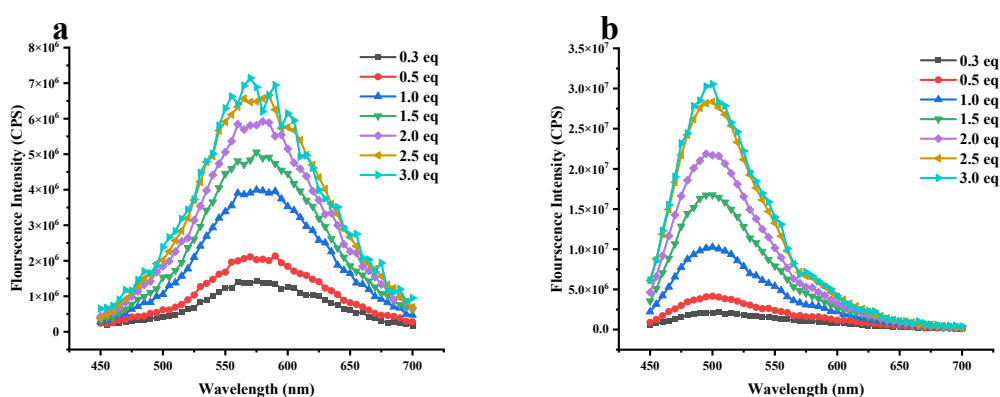 a
Flourscence Intensity (CPS)
8×10⁶
7×10⁶
6×10⁶
5×10⁶
4×10⁶
3×10⁶
2×10⁶
1×10⁶
0
450 500 550 600 650 700
Wavelength (nm)
0.3 eq
0.5 eq
1.0 eq
1.5 eq
2.0 eq
2.5 eq
3.0 eq
b
Flourscence Intensity (CPS)
3.5×10⁷
3.0×10⁷
2.5×10⁷
2.0×10⁷
1.5×10⁷
1.0×10⁷
5.0×10⁶
0.0
450 500 550 600 650 700
Wavelength (nm)
0.3 eq
0.5 eq
1.0 eq
1.5 eq
2.0 eq
2.5 eq
3.0 eq